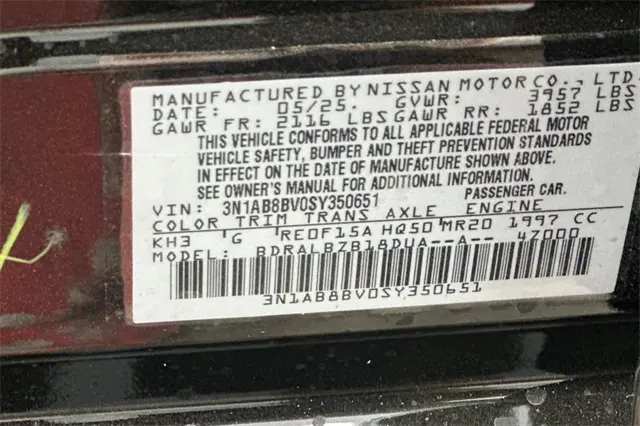 MANUFACTURED BY NISSAN MOTOR CO., LTD
DATE: 05/25. GVWR: 3957 LBS
GAWR FR: 2116 LBS GAWR RR: 1852 LBS
THIS VEHICLE CONFORMS TO ALL APPLICABLE FEDERAL MOTOR
VEHICLE SAFETY, BUMPER AND THEFT PREVENTION STANDARDS
IN EFFECT ON THE DATE OF MANUFACTURE SHOWN ABOVE.
SEE OWNER'S MANUAL FOR ADDITIONAL INFORMATION.
VIN: 3N1AB8BV0SY350651 PASSENGER CAR.
COLOR TRIM TRANS AXLE ENGINE
KH3 G RE0F15A HQ50 MR20 1997 CC
MODEL: BDRALBZB18DUA--A-- 47000
3N1AB8BV0SY350651